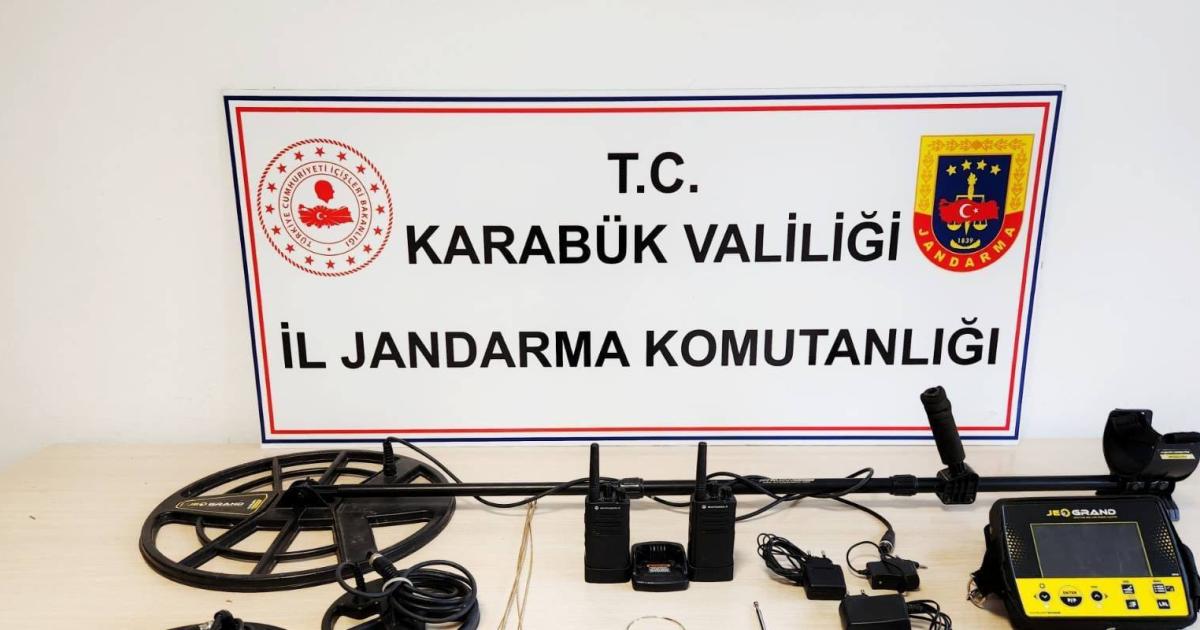 T.C.
KARABÜK VALİLİĞİ
İL JANDARMA KOMUTANLIĞI
TÜRKİYE CUMHURİYETİ İÇİŞLERİ BAKANLIĞI
1839
JANDARMA
JEO GRAND
JEO GRAND
ENTER